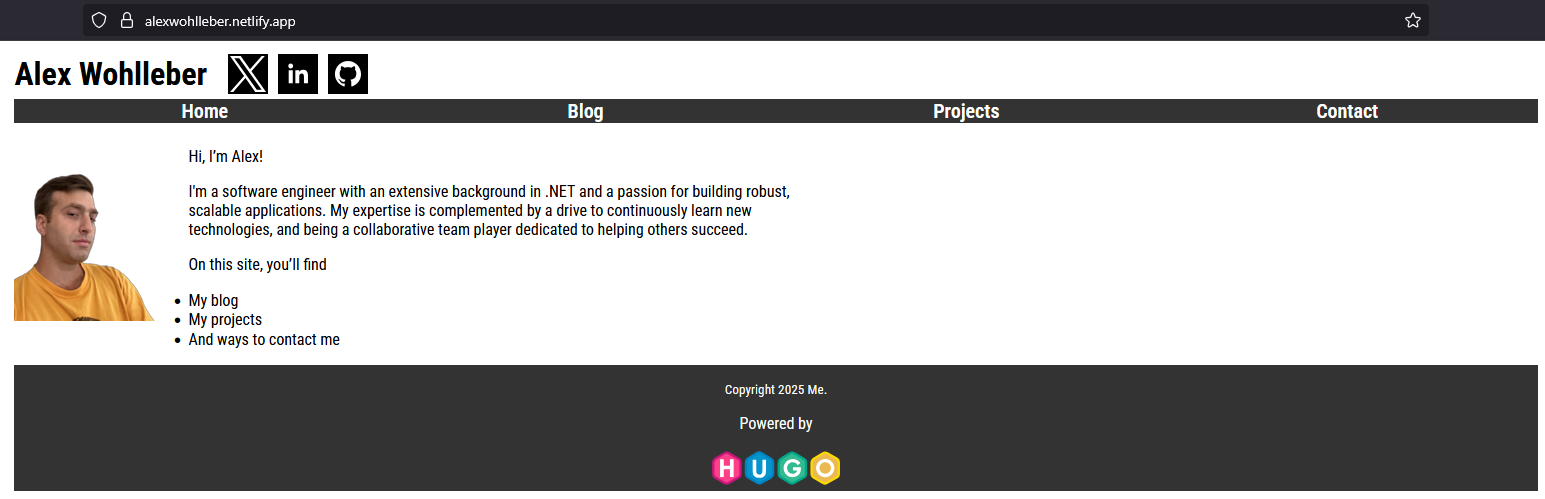 alexwohlleber.netlify.app
Alex Wohlleber
in
Home Blog Projects Contact
Hi, I’m Alex!
I'm a software engineer with an extensive background in .NET and a passion for building robust,
scalable applications. My expertise is complemented by a drive to continuously learn new
technologies, and being a collaborative team player dedicated to helping others succeed.
On this site, you’ll find
My blog
My projects
And ways to contact me
Copyright 2025 Me.
Powered by
HUGO